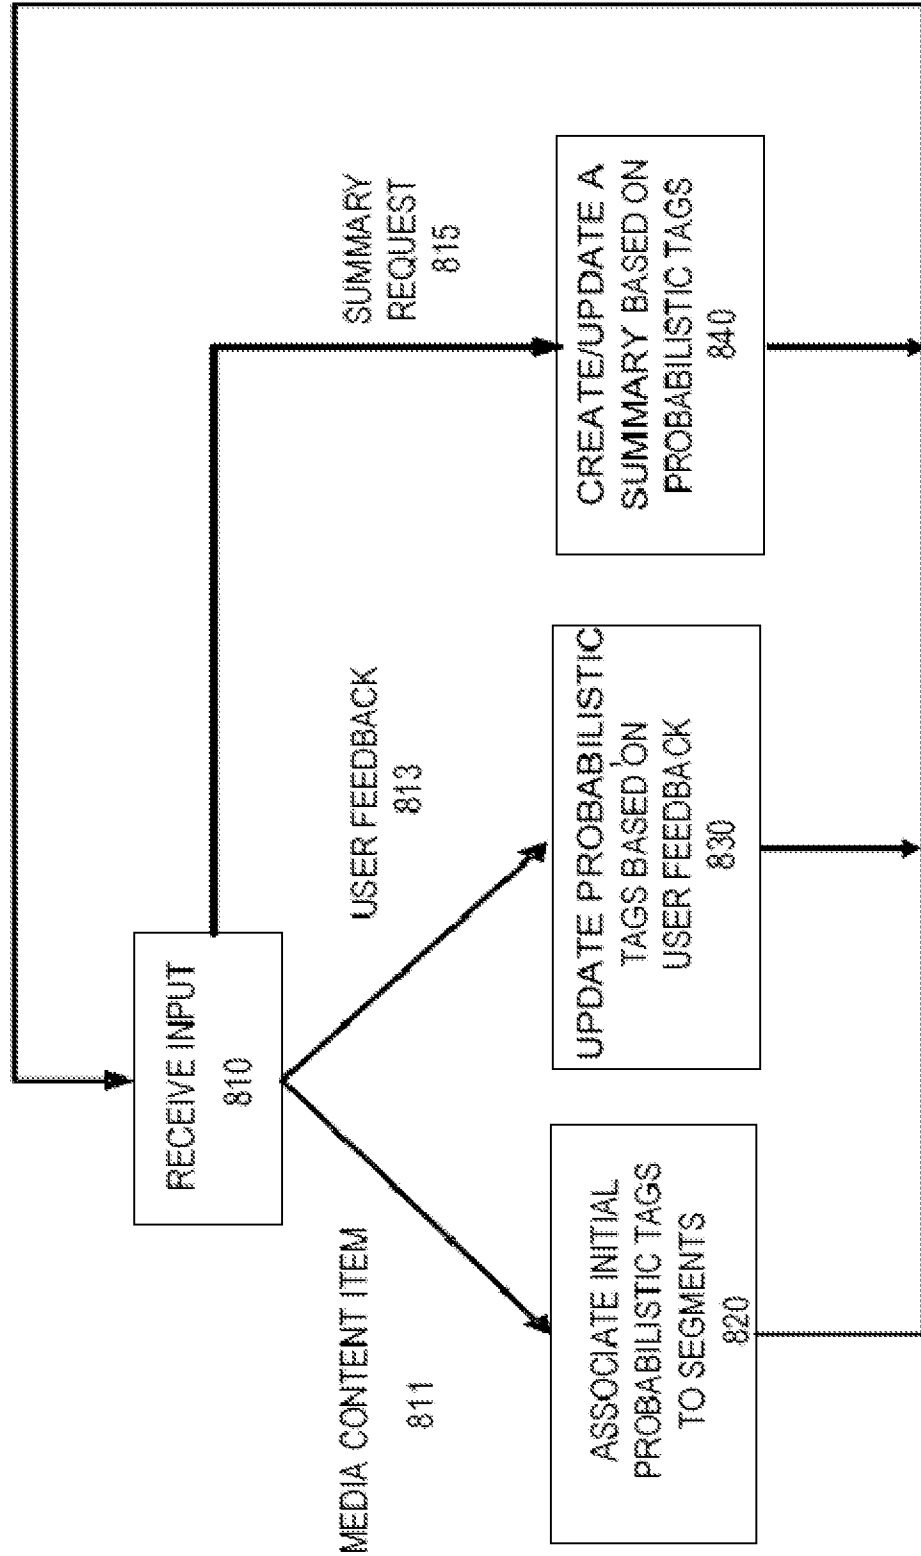 RECEIVE INPUT
810
MEDIA CONTENT ITEM
811
USER FEEDBACK
813
SUMMARY
REQUEST
815
ASSOCIATE INITIAL
PROBABILISTIC TAGS
TO SEGMENTS
820
UPDATE PROBABILISTIC
TAGS BASED ON
USER FEEDBACK
830
CREATE/UPDATE A
SUMMARY BASED ON
PROBABILISTIC TAGS
840